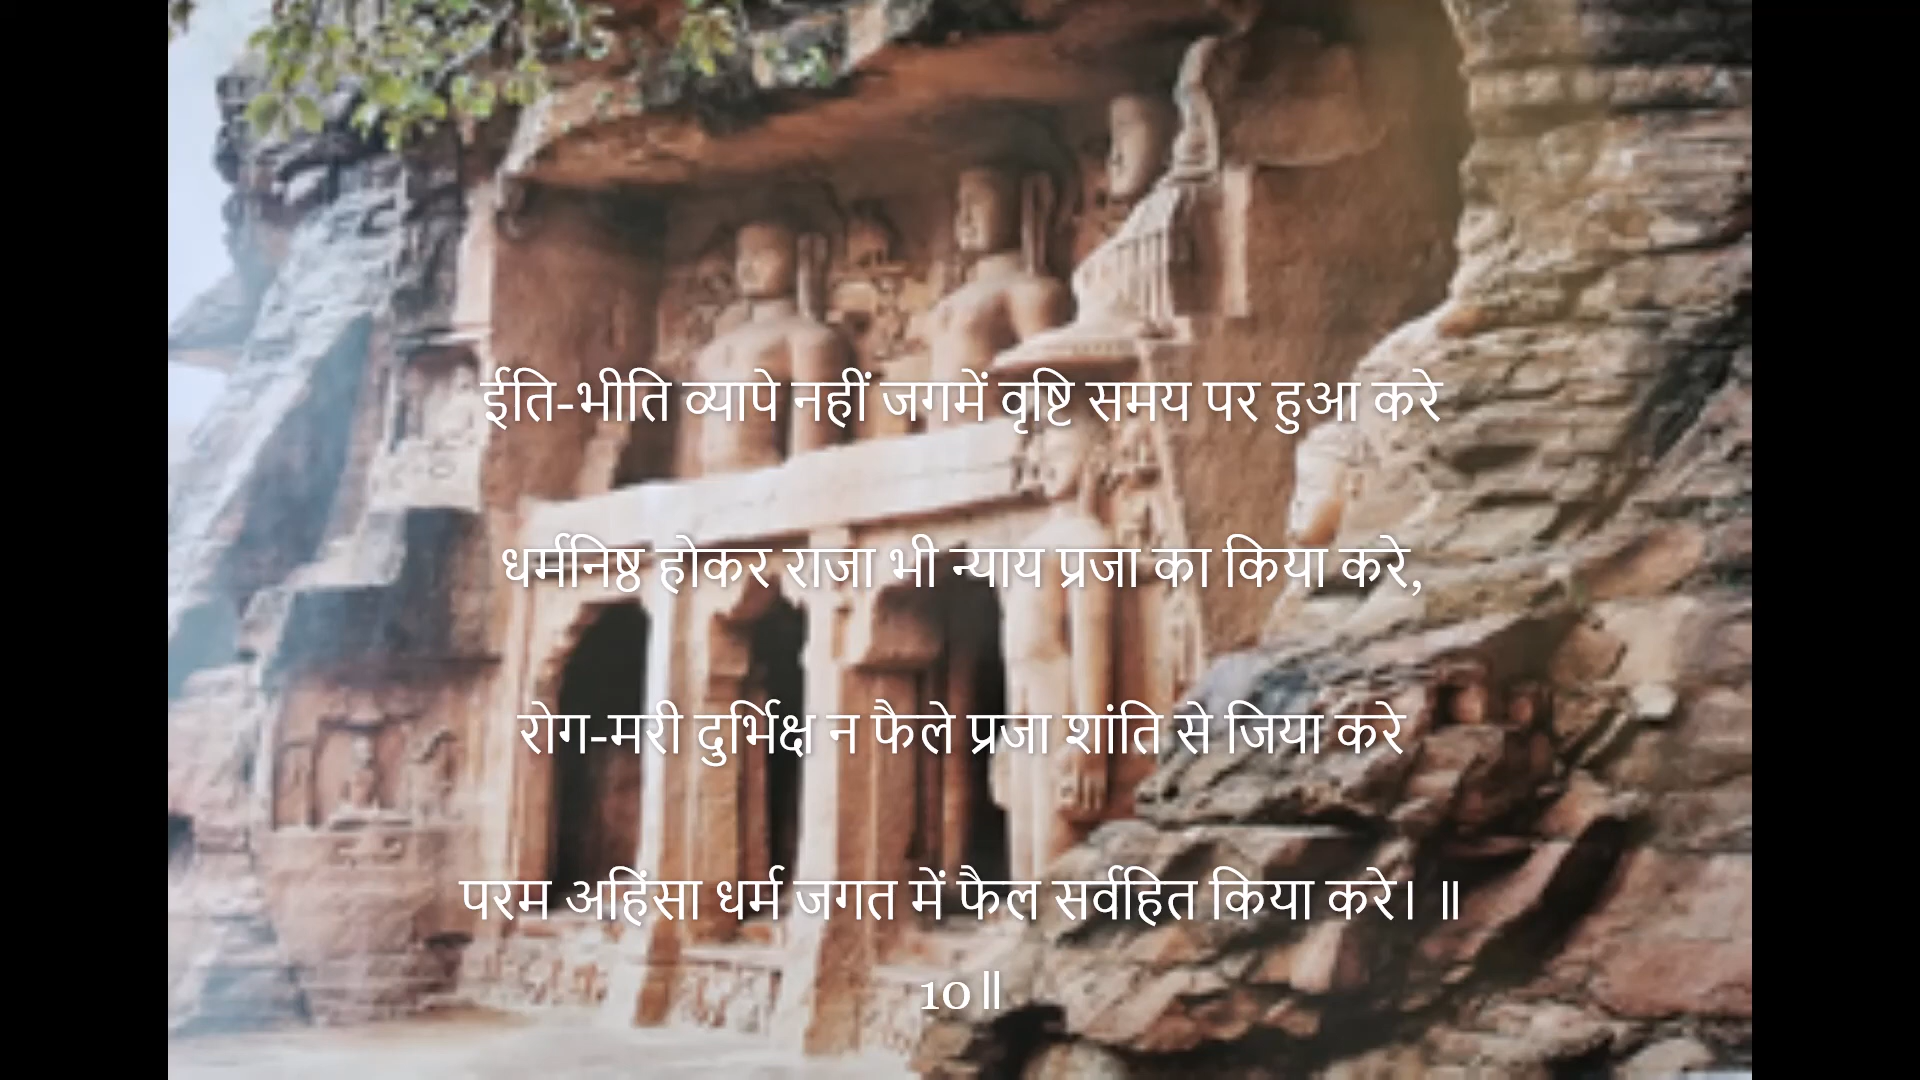 ईति-भीति व्यापे नहीं जगमें वृष्टि समय पर हुआ करे
धर्मनिष्ठ होकर राजा भी न्याय प्रजा का किया करे,
रोग-मरी दुर्भिक्ष न फैले प्रजा शांति से जिया करे
परम अहिंसा धर्म जगत में फैल सर्वहित किया करे। ॥
10॥